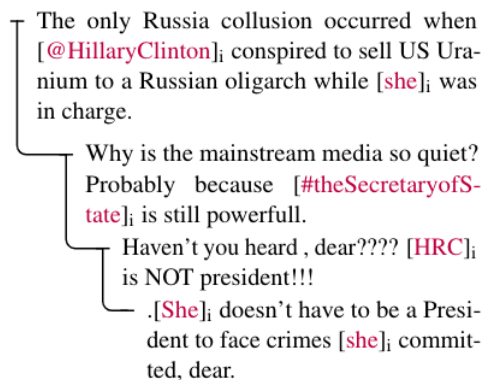 The only Russia collusion occurred when
[@HillaryClinton]i conspired to sell US Ura-
nium to a Russian oligarch while [she]i was
in charge.
Why is the mainstream media so quiet?
Probably because [#theSecretaryofS-
tate]i is still powerfull.
Haven't you heard , dear???? [HRC]i
is NOT president!!!
.[She]i doesn't have to be a Presi-
dent to face crimes [she]i commit-
ted, dear.